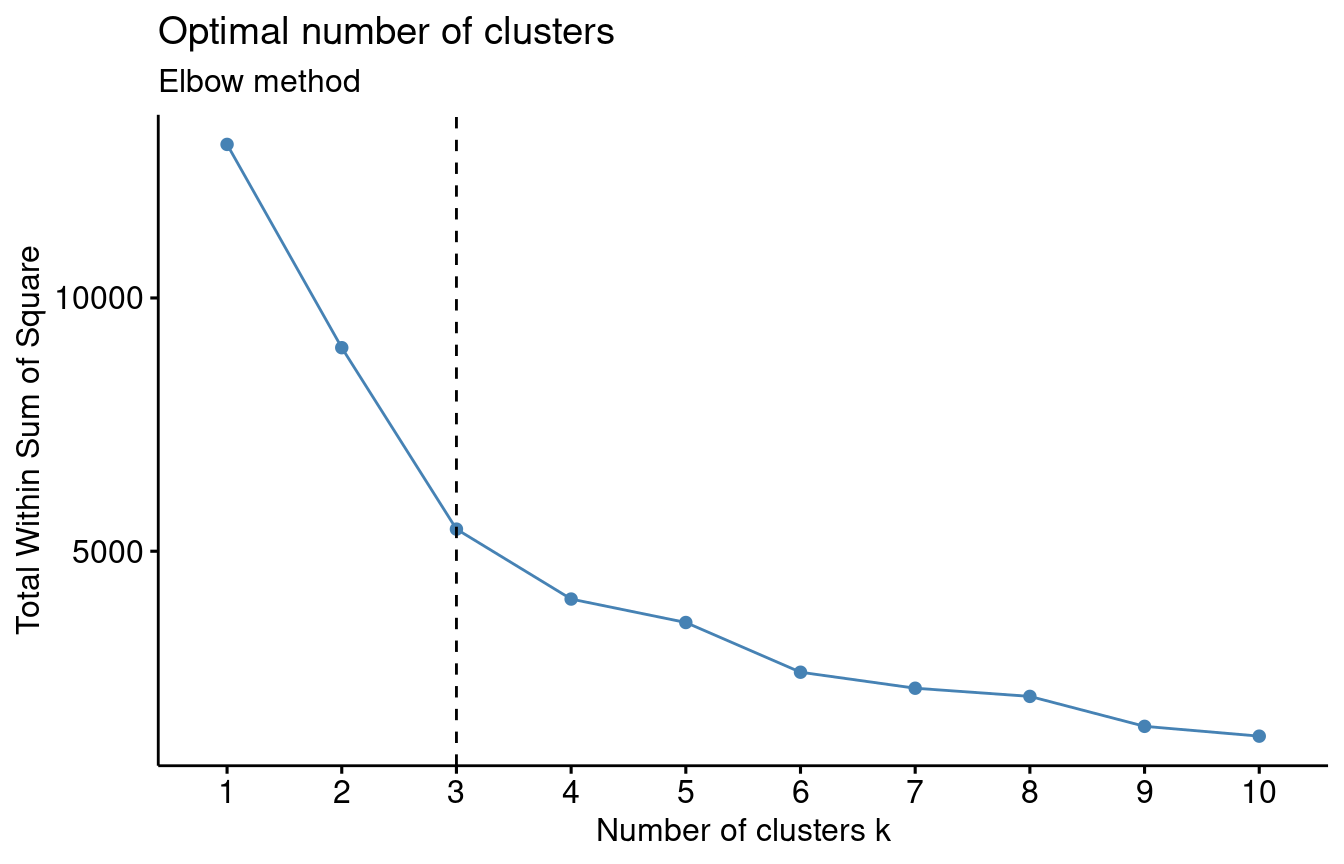 Optimal number of clusters
Elbow method
Total Within Sum of Square
10000
5000
1 2 3 4 5 6 7 8 9 10
Number of clusters k